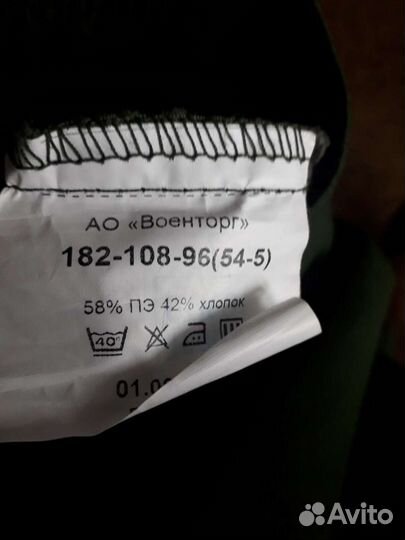 АО «Военторг»
182-108-96(54-5)
58% ПЭ 42% хлопок
40°
Avito